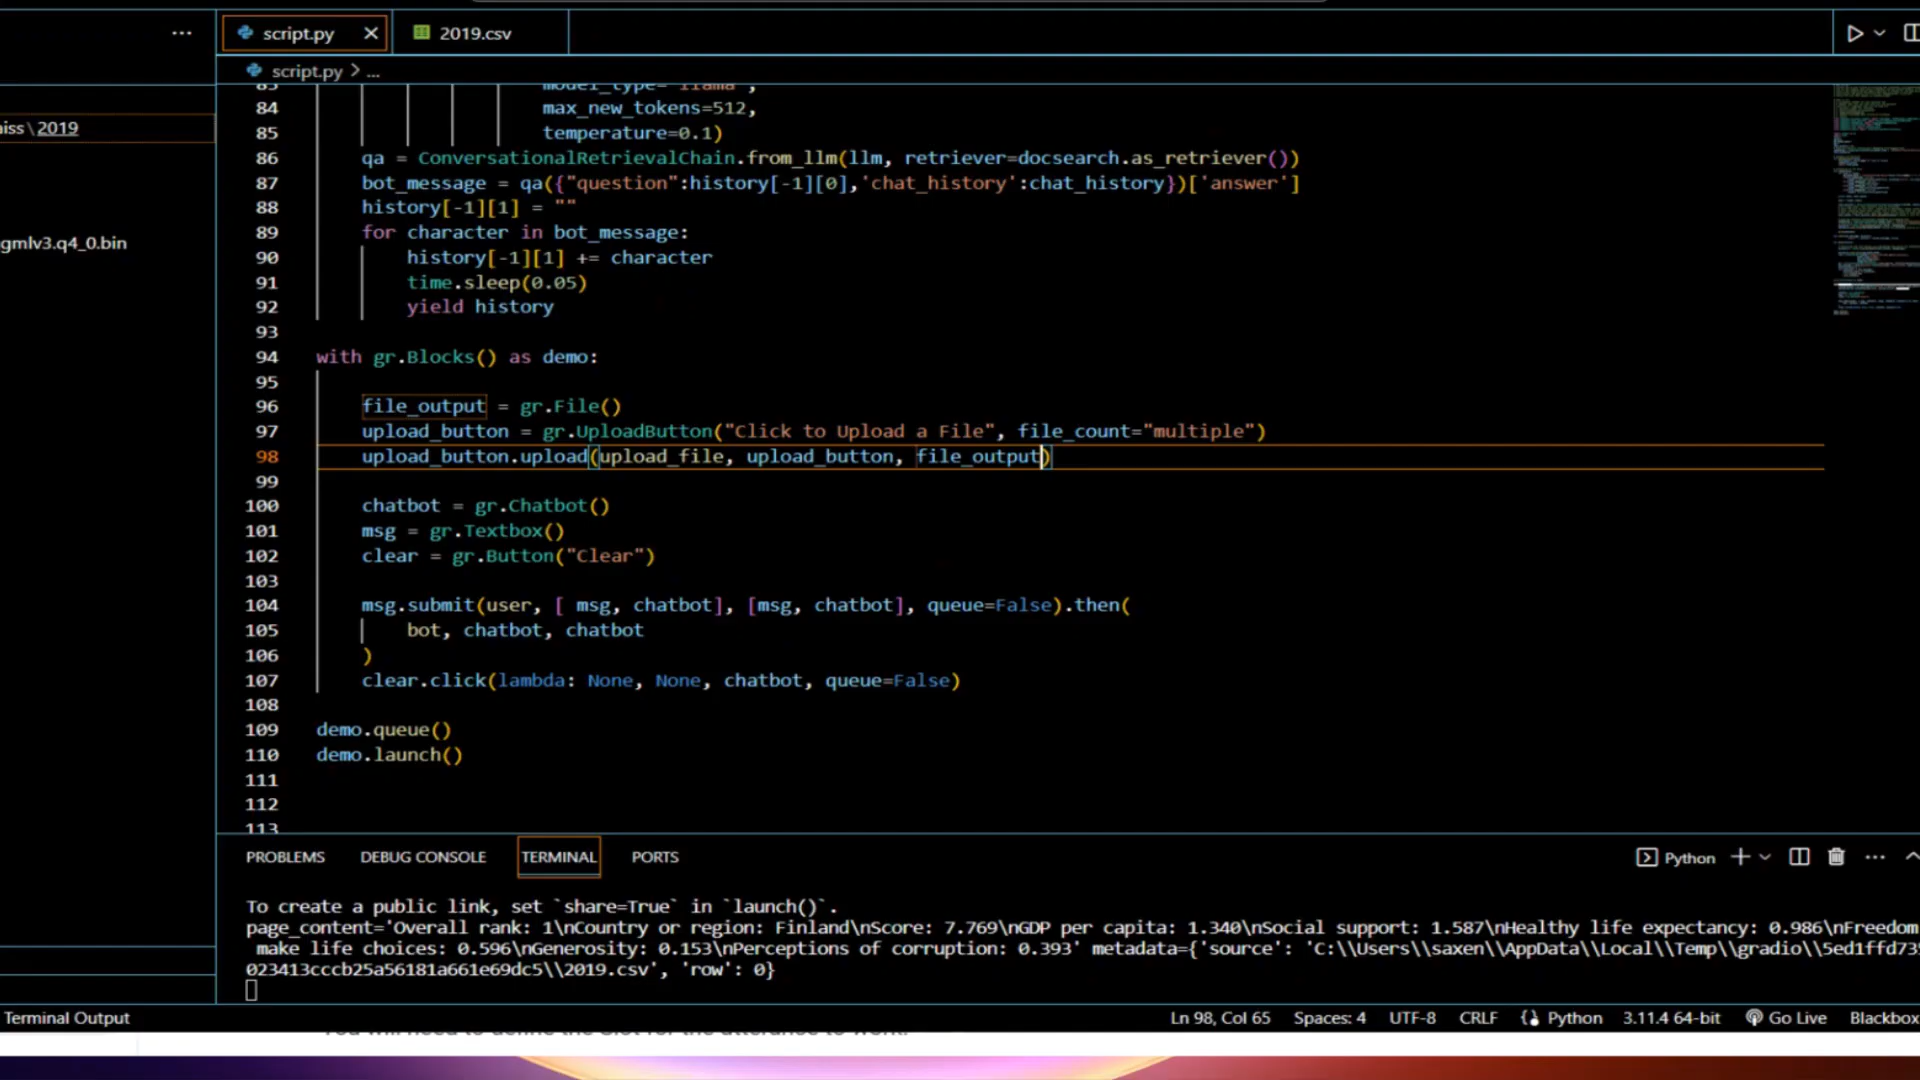 ... script.py × 2019.csv
script.py > ...
aiss\2019
gmlv3.q4_0.bin
83 model_type="llama",
84 max_new_tokens=512,
85 temperature=0.1)
86 qa = ConversationalRetrievalChain.from_llm(llm, retriever=docsearch.as_retriever())
87 bot_message = qa({"question":history[-1][0],'chat_history':chat_history})['answer']
88 history[-1][1] = ""
89 for character in bot_message:
90 history[-1][1] += character
91 time.sleep(0.05)
92 yield history
93
94 with gr.Blocks() as demo:
95
96 file_output = gr.File()
97 upload_button = gr.UploadButton("Click to Upload a File", file_count="multiple")
98 upload_button.upload(upload_file, upload_button, file_output)
99
100 chatbot = gr.Chatbot()
101 msg = gr.Textbox()
102 clear = gr.Button("Clear")
103
104 msg.submit(user, [ msg, chatbot], [msg, chatbot], queue=False).then(
105 bot, chatbot, chatbot
106 )
107 clear.click(lambda: None, None, chatbot, queue=False)
108
109 demo.queue()
110 demo.launch()
111
112
113
PROBLEMS DEBUG CONSOLE TERMINAL PORTS Python
To create a public link, set `share=True` in `launch()`.
page_content='Overall rank: 1\nCountry or region: Finland\nScore: 7.769\nGDP per capita: 1.340\nSocial support: 1.587\nHealthy life expectancy: 0.986\nFreedom
make life choices: 0.596\nGenerosity: 0.153\nPerceptions of corruption: 0.393' metadata={'source': 'C:\\Users\\saxen\\AppData\\Local\\Temp\\gradio\\5ed1ffd73
023413cccb25a56181a661e69dc5\\2019.csv', 'row': 0}
Terminal Output Ln 98, Col 65 Spaces: 4 UTF-8 CRLF Python 3.11.4 64-bit Go Live Blackbox